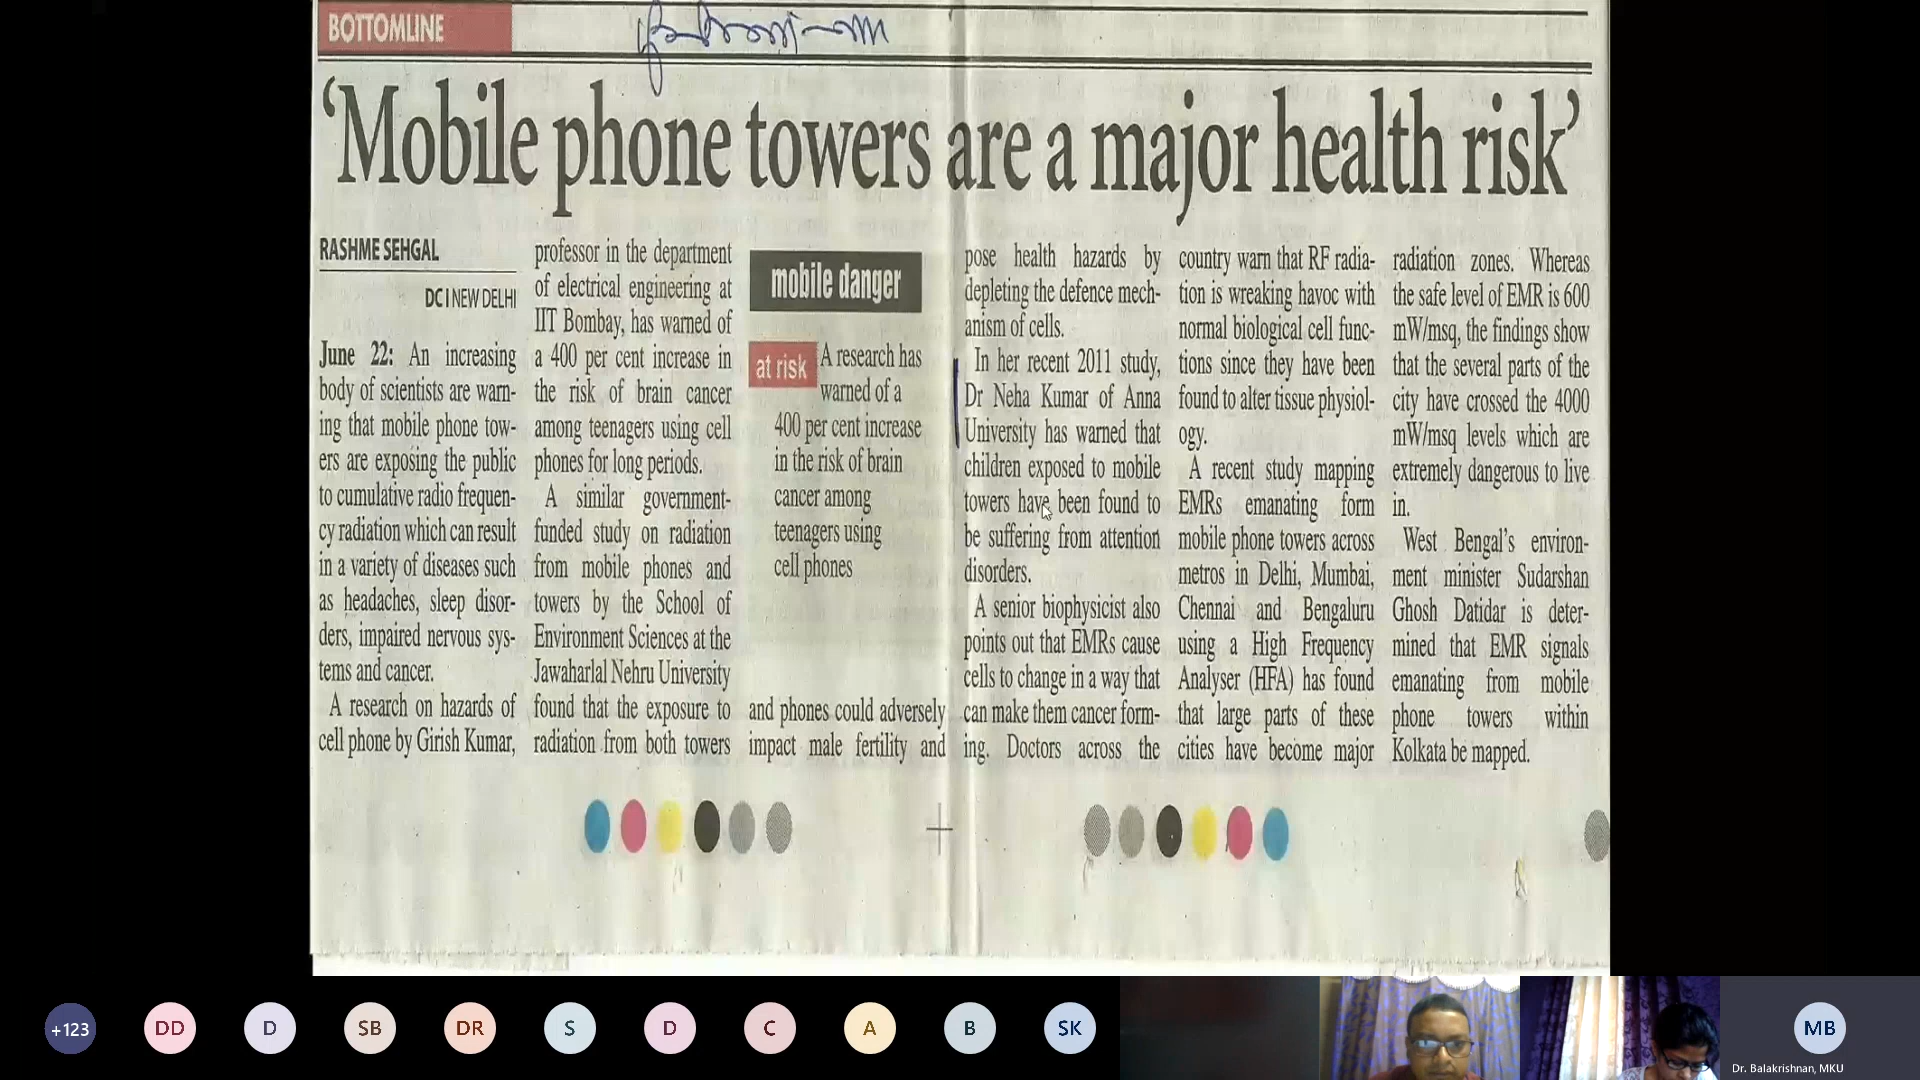 BOTTOMLINE
‘Mobile phone towers are a major health risk’
RASHME SEHGAL
DC I NEW DELHI
June 22: An increasing
body of scientists are warn-
ing that mobile phone tow-
ers are exposing the public
to cumulative radio frequen-
cy radiation which can result
in a variety of diseases such
as headaches, sleep disor-
ders, impaired nervous sys-
tems and cancer.
A research on hazards of
cell phone by Girish Kumar,
professor in the department
of electrical engineering at
IIT Bombay, has warned of
a 400 per cent increase in
the risk of brain cancer
among teenagers using cell
phones for long periods.
A similar government-
funded study on radiation
from mobile phones and
towers by the School of
Environment Sciences at the
Jawaharlal Nehru University
found that the exposure to
radiation from both towers
mobile danger
at risk A research has
warned of a
400 per cent increase
in the risk of brain
cancer among
teenagers using
cell phones
and phones could adversely
impact male fertility and
pose health hazards by
depleting the defence mech-
anism of cells.
In her recent 2011 study,
Dr Neha Kumar of Anna
University has warned that
children exposed to mobile
towers have been found to
be suffering from attention
disorders.
A senior biophysicist also
points out that EMRs cause
cells to change in a way that
can make them cancer form-
ing. Doctors across the
country warn that RF radia-
tion is wreaking havoc with
normal biological cell func-
tions since they have been
found to alter tissue physiol-
ogy.
A recent study mapping
EMRs emanating form
mobile phone towers across
metros in Delhi, Mumbai,
Chennai and Bengaluru
using a High Frequency
Analyser (HFA) has found
that large parts of these
cities have become major
radiation zones. Whereas
the safe level of EMR is 600
mW/msq, the findings show
that the several parts of the
city have crossed the 4000
mW/msq levels which are
extremely dangerous to live
in.
West Bengal’s environ-
ment minister Sudarshan
Ghosh Datidar is deter-
mined that EMR signals
emanating from mobile
phone towers within
Kolkata be mapped.
+123 DD D SB DR S D C A B SK MB
Dr. Balakrishnan, MKU